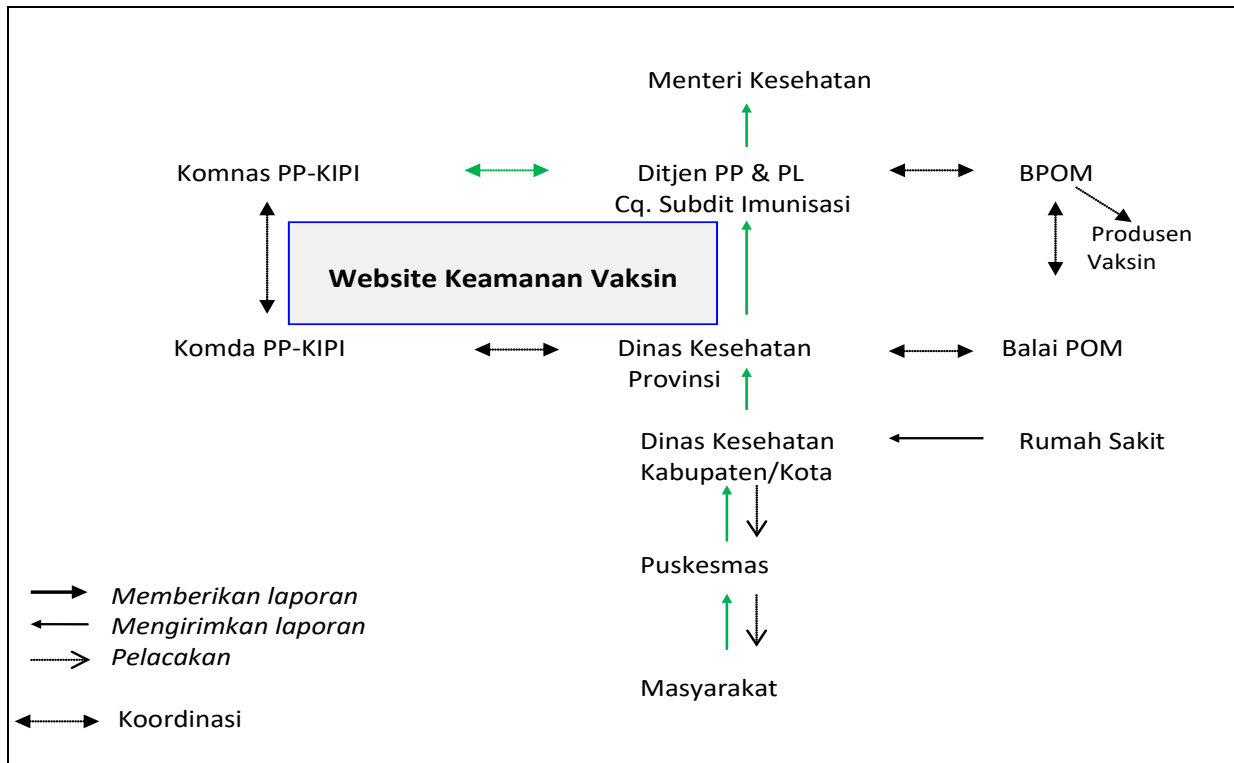 Menteri Kesehatan
Komnas PP-KIPI
Ditjen PP & PL
Cq. Subdit Imunisasi
BPOM
Produsen
Vaksin
Website Keamanan Vaksin
Komda PP-KIPI
Dinas Kesehatan
Provinsi
Balai POM
Dinas Kesehatan
Kabupaten/Kota
Rumah Sakit
Puskesmas
Masyarakat
Memberikan laporan
Mengirimkan laporan
Pelacakan
Koordinasi